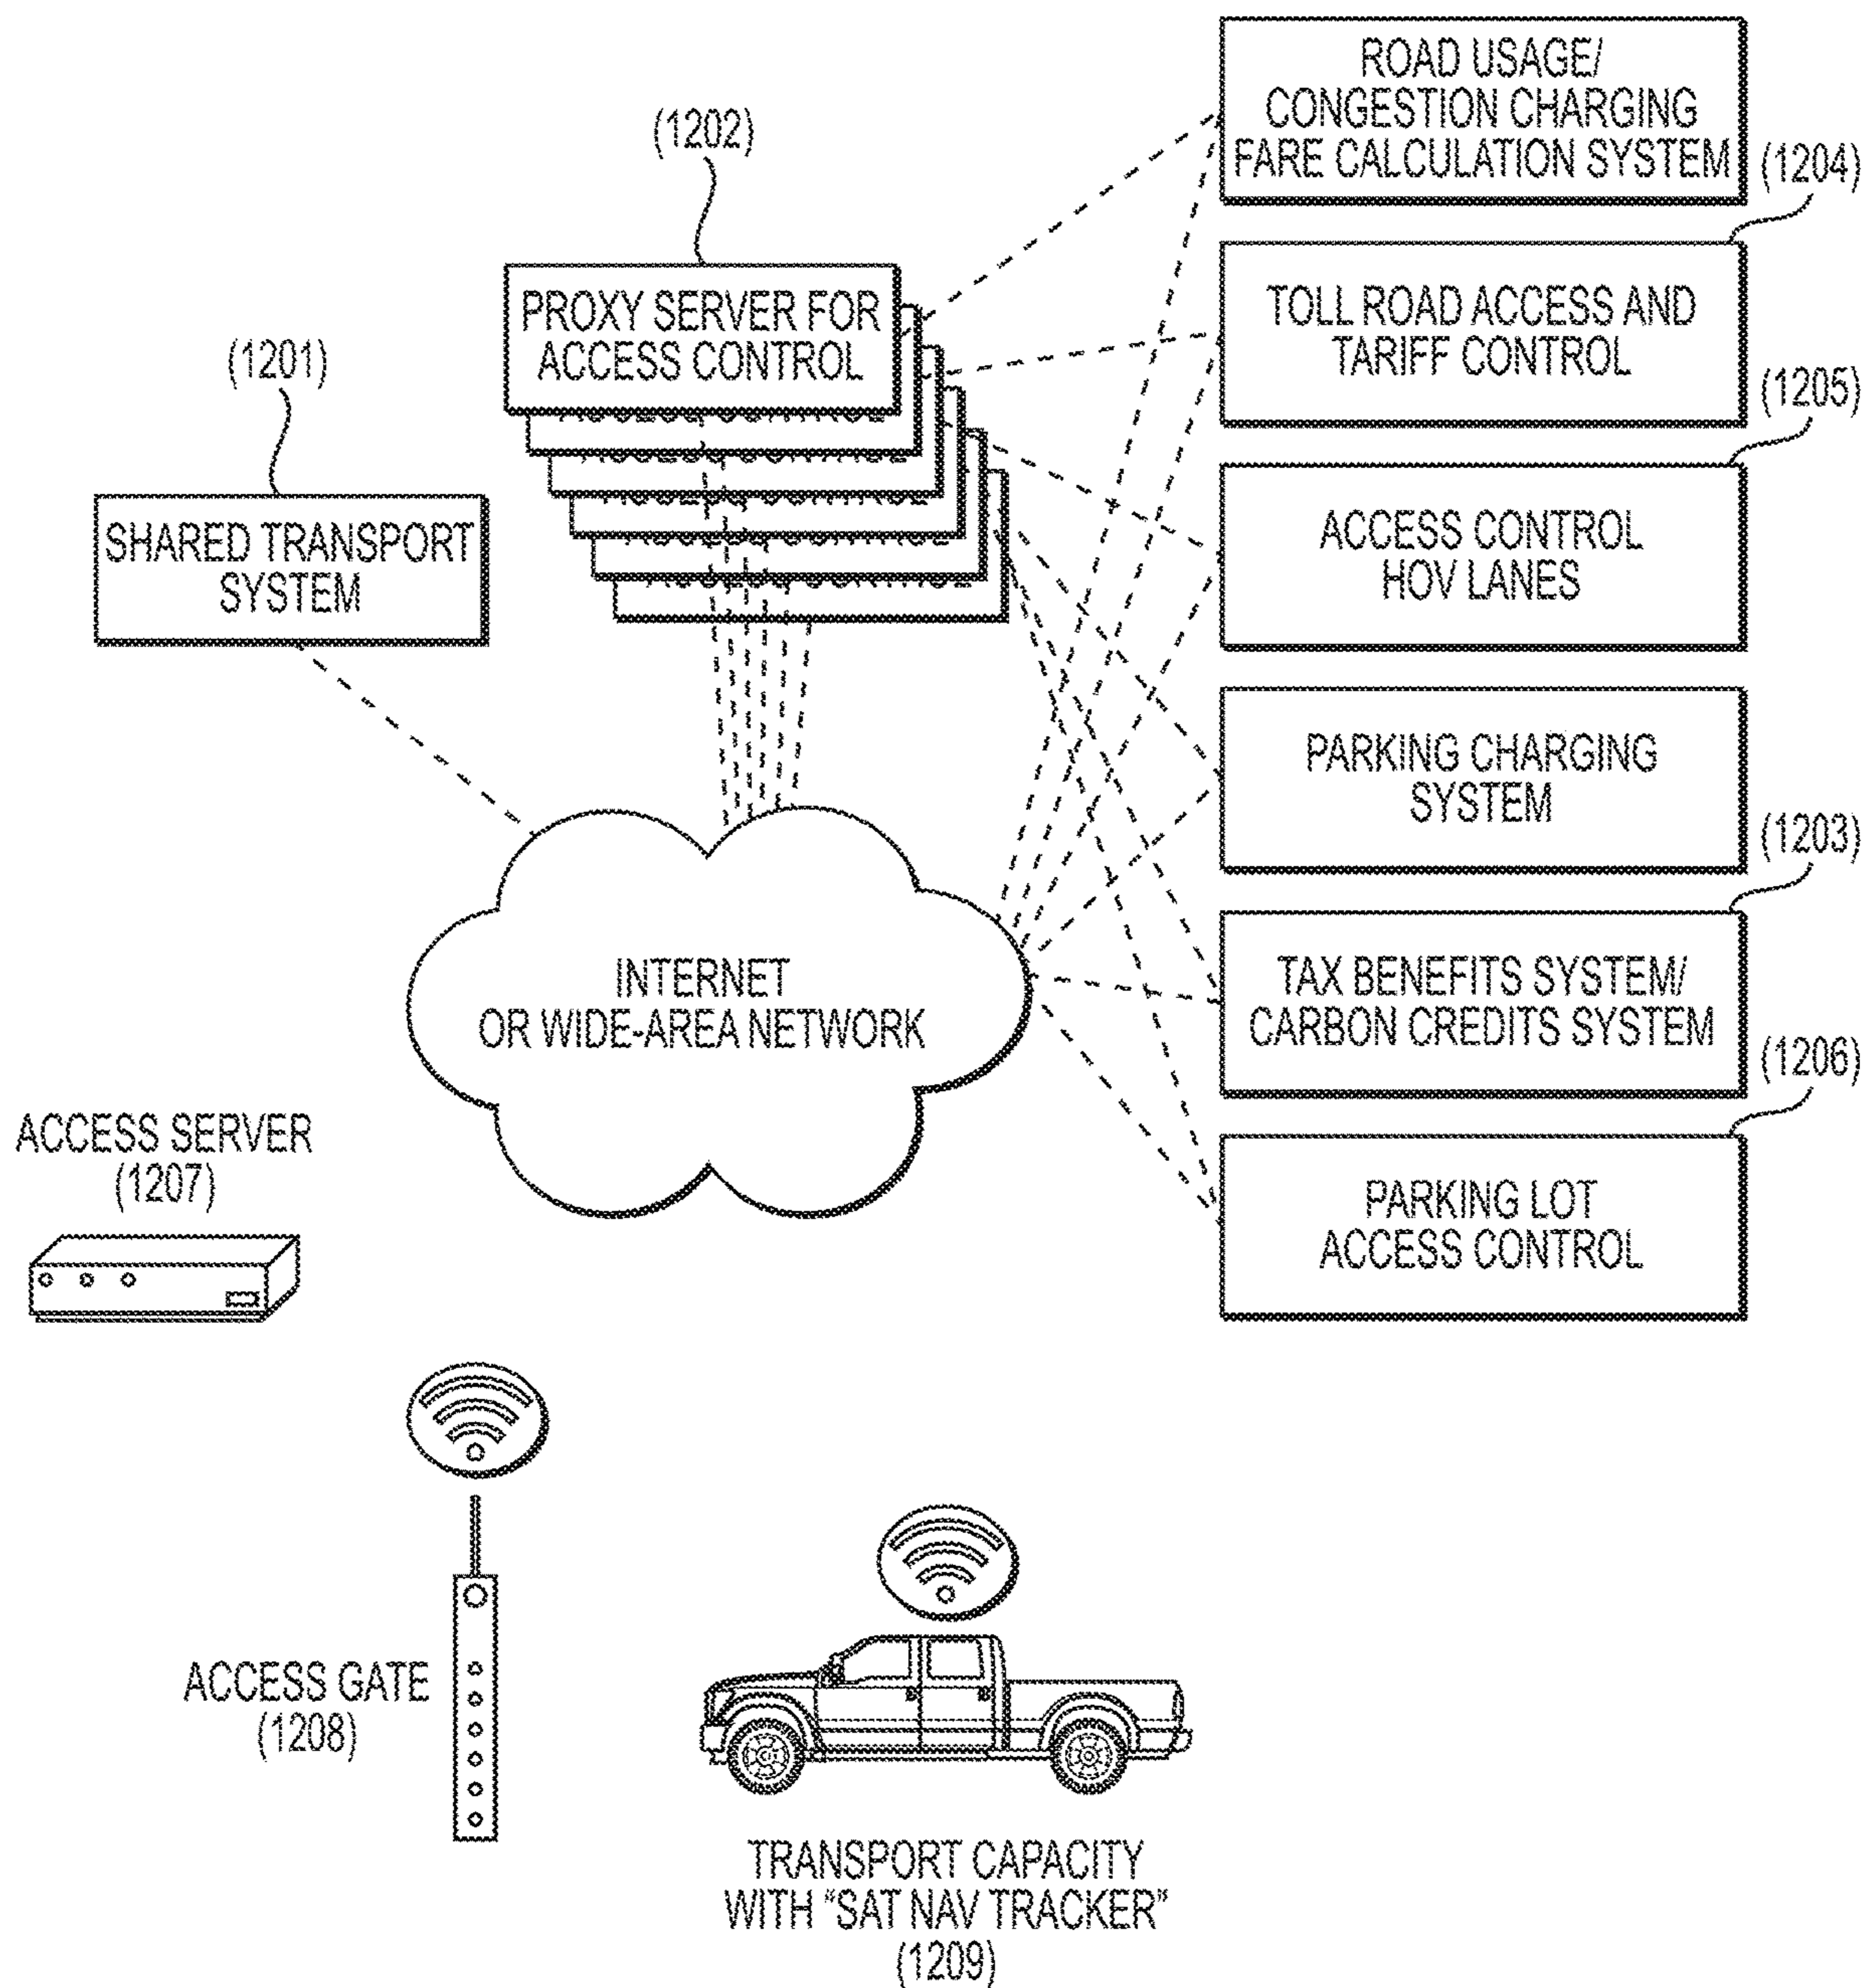 ROAD USAGE/
CONGESTION CHARGING
FARE CALCULATION SYSTEM
(1202)
(1204)
PROXY SERVER FOR
ACCESS CONTROL
TOLL ROAD ACCESS AND
TARIFF CONTROL
(1201)
(1205)
SHARED TRANSPORT
SYSTEM
ACCESS CONTROL
HOV LANES
PARKING CHARGING
SYSTEM
(1203)
INTERNET
OR WIDE-AREA NETWORK
TAX BENEFITS SYSTEM/
CARBON CREDITS SYSTEM
(1206)
ACCESS SERVER
(1207)
PARKING LOT
ACCESS CONTROL
ACCESS GATE
(1208)
TRANSPORT CAPACITY
WITH "SAT NAV TRACKER"
(1209)